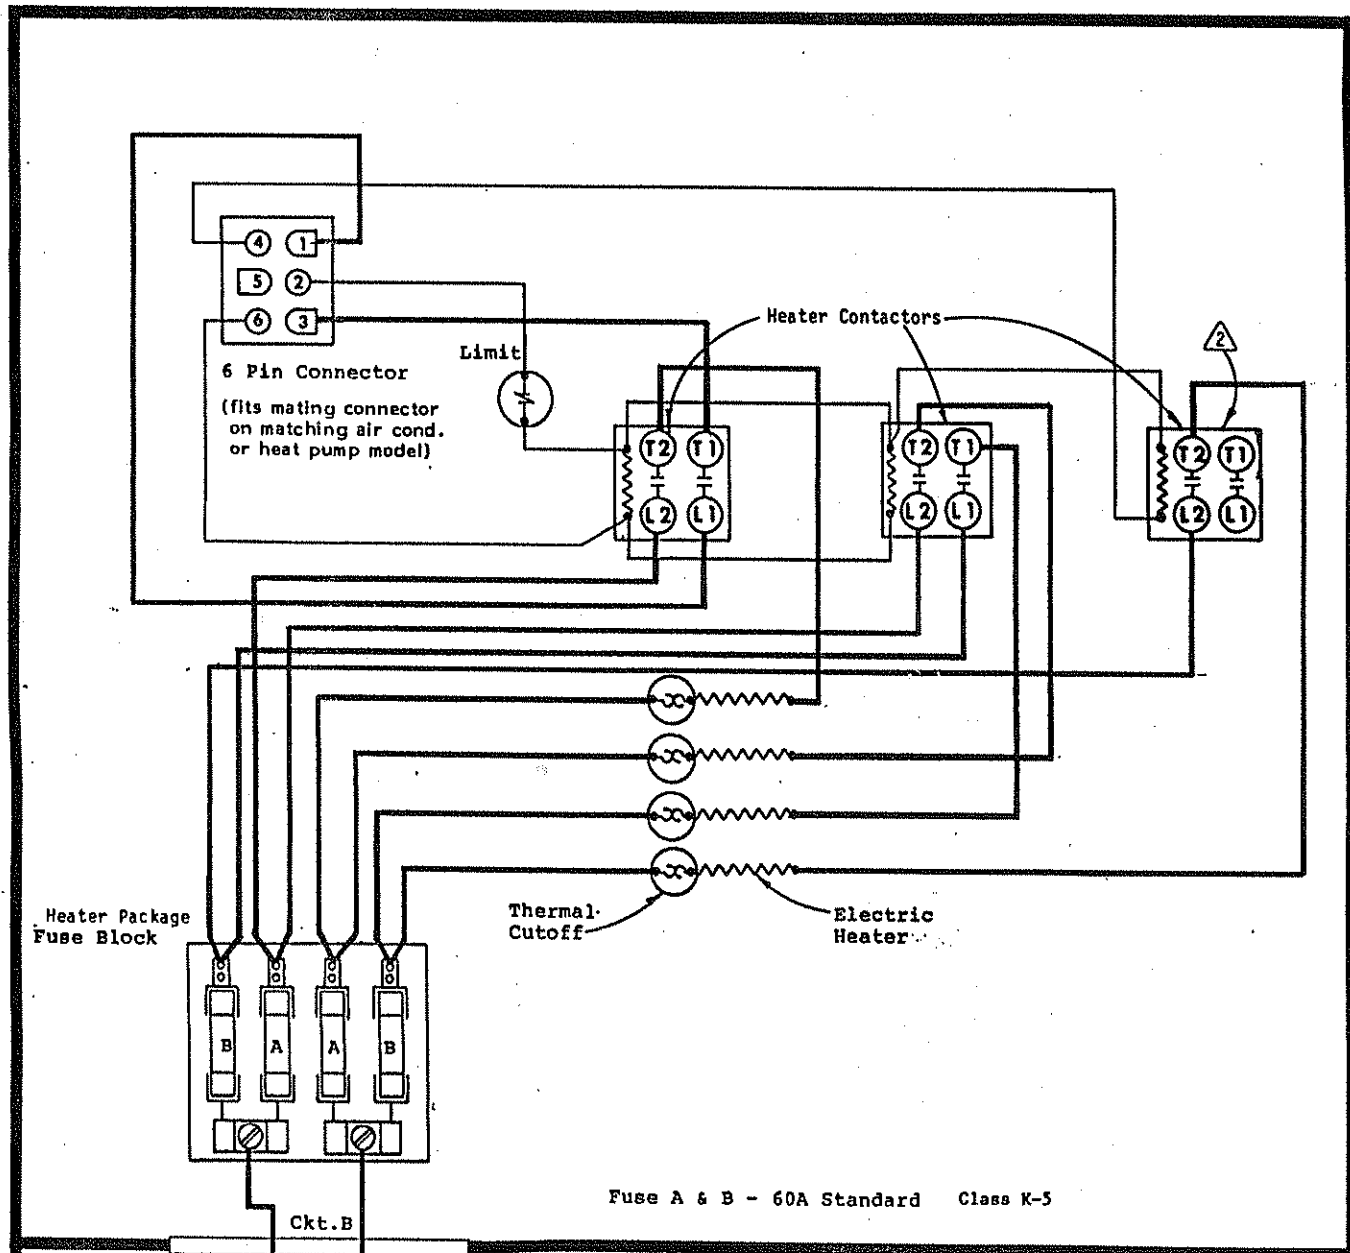 4 1
5 2
6 3
6 Pin Connector
(fits mating connector
on matching air cond.
or heat pump model)
Limit
Heater Contactors
2
T2 T1
L2 L1
T2 T1
L2 L1
T2 T1
L2 L1
Thermal
Cutoff
Electric
Heater
Heater Package
Fuse Block
B A A B
Ckt.B
Fuse A & B - 60A Standard Class K-5